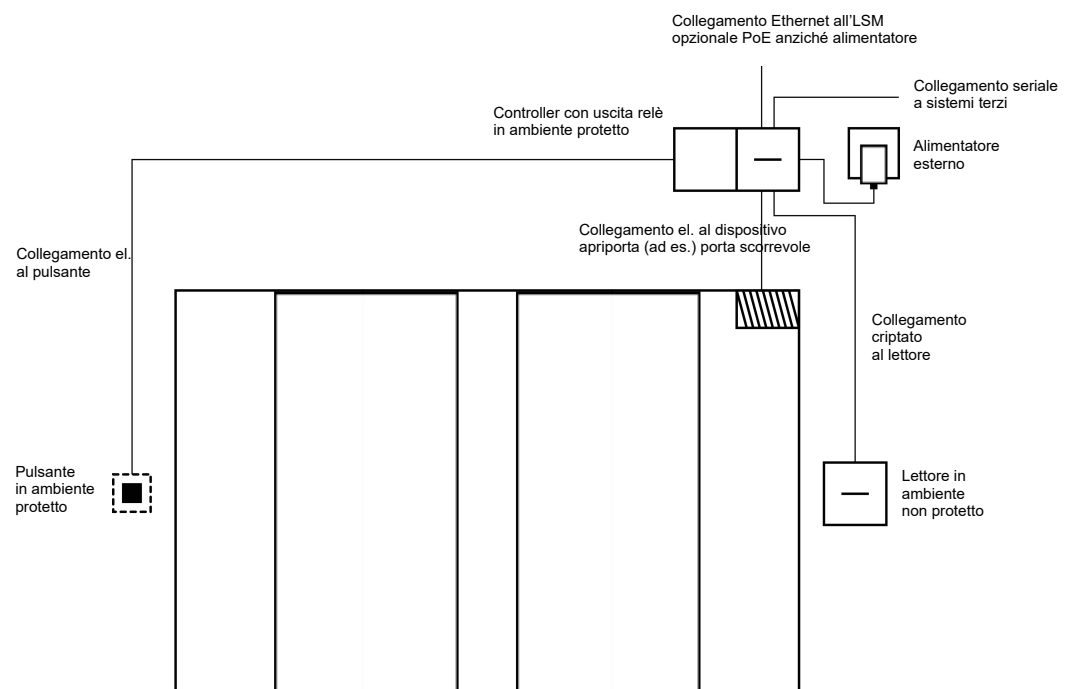 Collegamento Ethernet all'LSM
opzionale PoE anziché alimentatore
Collegamento seriale
a sistemi terzi
Controller con uscita relè
in ambiente protetto
Alimentatore
esterno
Collegamento el. al dispositivo
apriporta (ad es.) porta scorrevole
Collegamento el.
al pulsante
Collegamento
criptato
al lettore
Pulsante
in ambiente
protetto
Lettore in
ambiente
non protetto